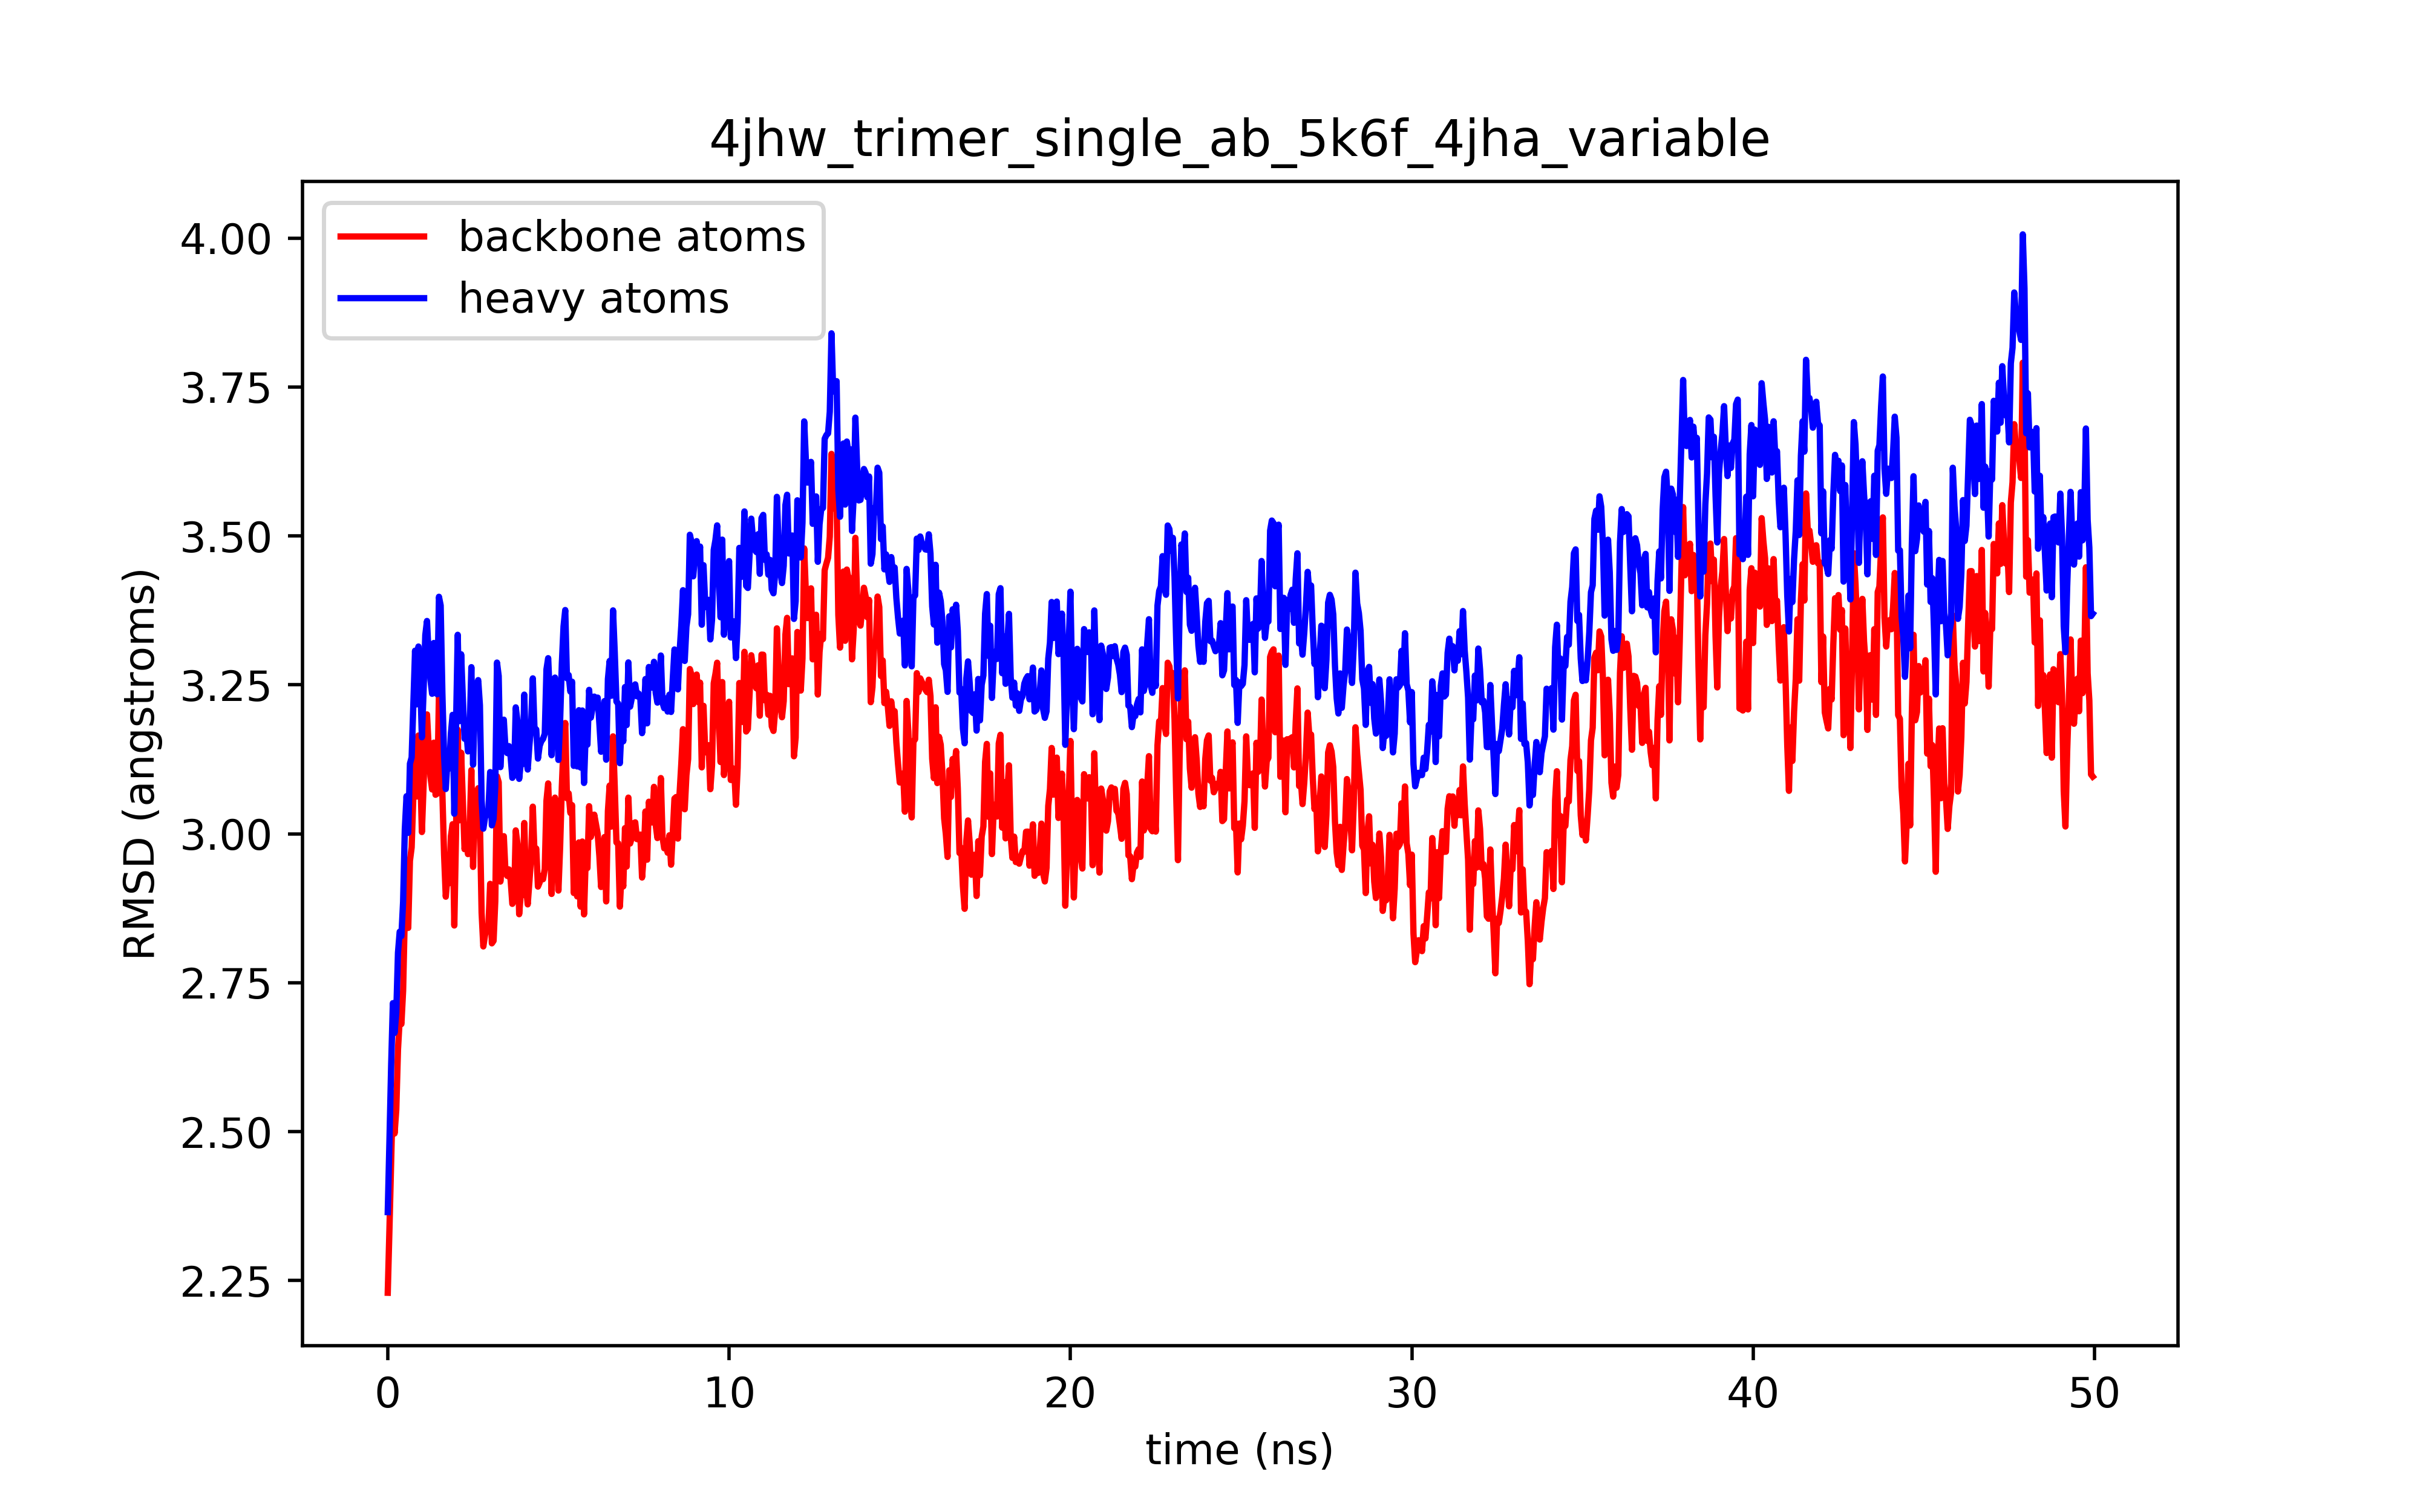 4jhw_trimer_single_ab_5k6f_4jha_variable
backbone atoms
heavy atoms
RMSD (angstroms)
4.00
3.75
3.50
3.25
3.00
2.75
2.50
2.25
0 10 20 30 40 50
time (ns)